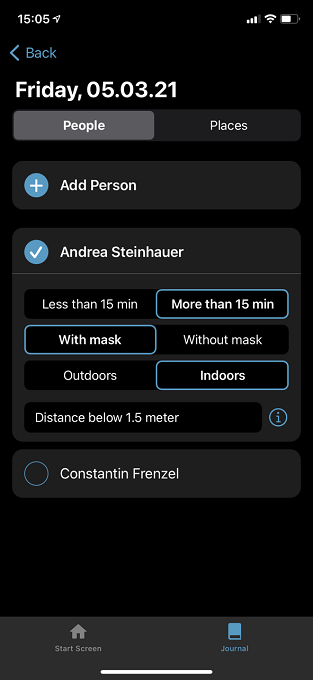 15:05
Back
Friday, 05.03.21
People Places
Add Person
Andrea Steinhauer
Less than 15 min More than 15 min
With mask Without mask
Outdoors Indoors
Distance below 1.5 meter
Constantin Frenzel
Start Screen Journal